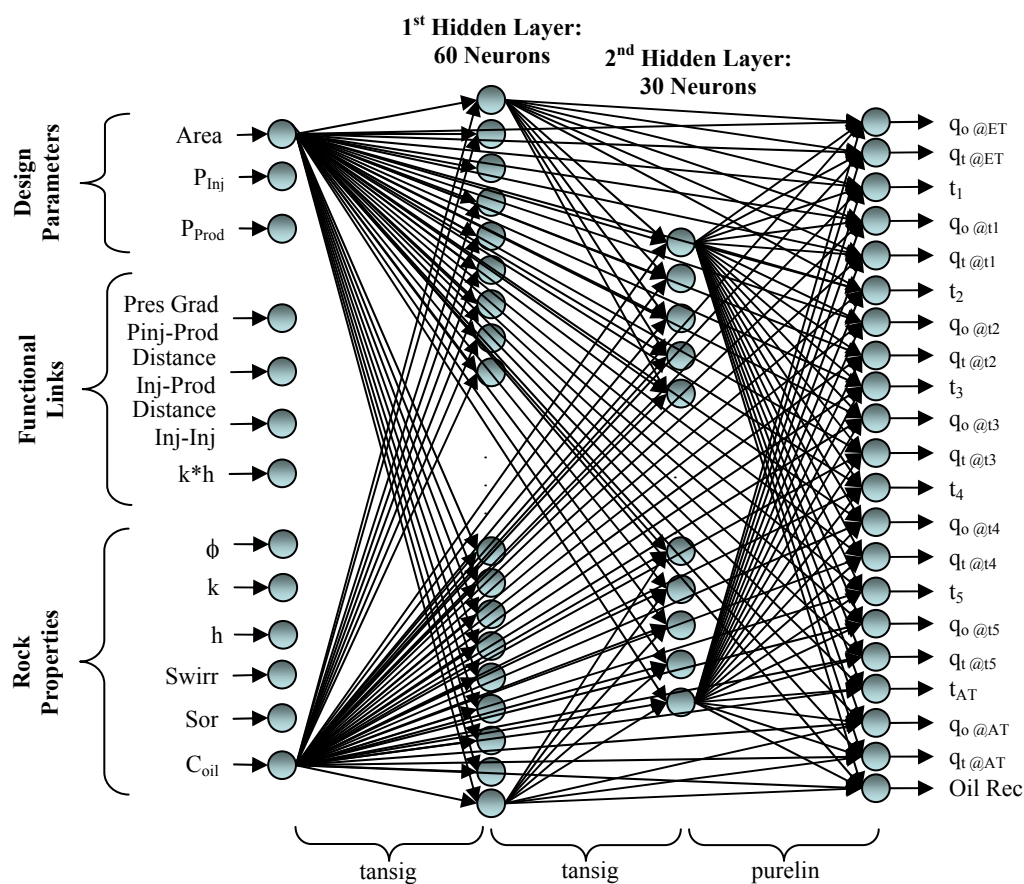 1st Hidden Layer:
60 Neurons
2nd Hidden Layer:
30 Neurons
Design
Parameters
Area
PInj
PProd
Functional
Links
Pres Grad
Pinj-Prod
Distance
Inj-Prod
Distance
Inj-Inj
k*h
Rock
Properties
ϕ
k
h
Swirr
Sor
Coil
qo @ET
qt @ET
t1
qo @t1
qt @t1
t2
qo @t2
qt @t2
t3
qo @t3
qt @t3
t4
qo @t4
qt @t4
t5
qo @t5
qt @t5
tAT
qo @AT
qt @AT
Oil Rec
tansig
tansig
purelin